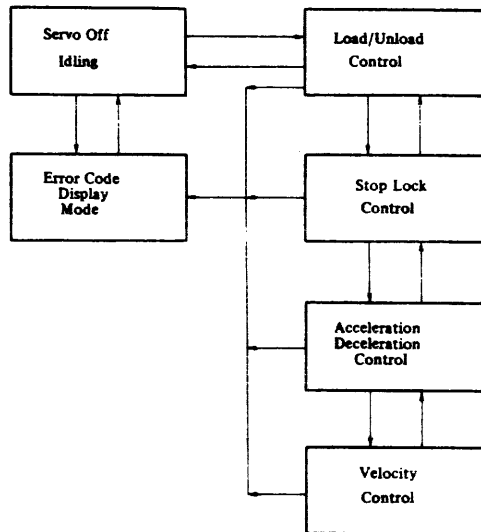 Servo Off
Idling
Load/Unload
Control
Error Code
Display
Mode
Stop Lock
Control
Acceleration
Deceleration
Control
Velocity
Control